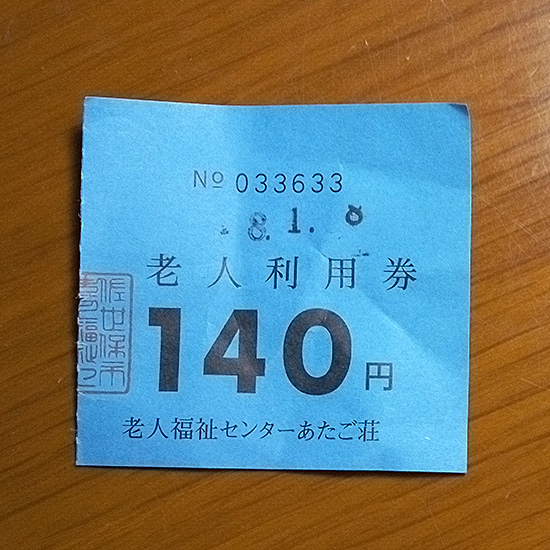 № 033633
8.1.8
老人利用券
140円
老人福祉センターあたご荘
佐世保市